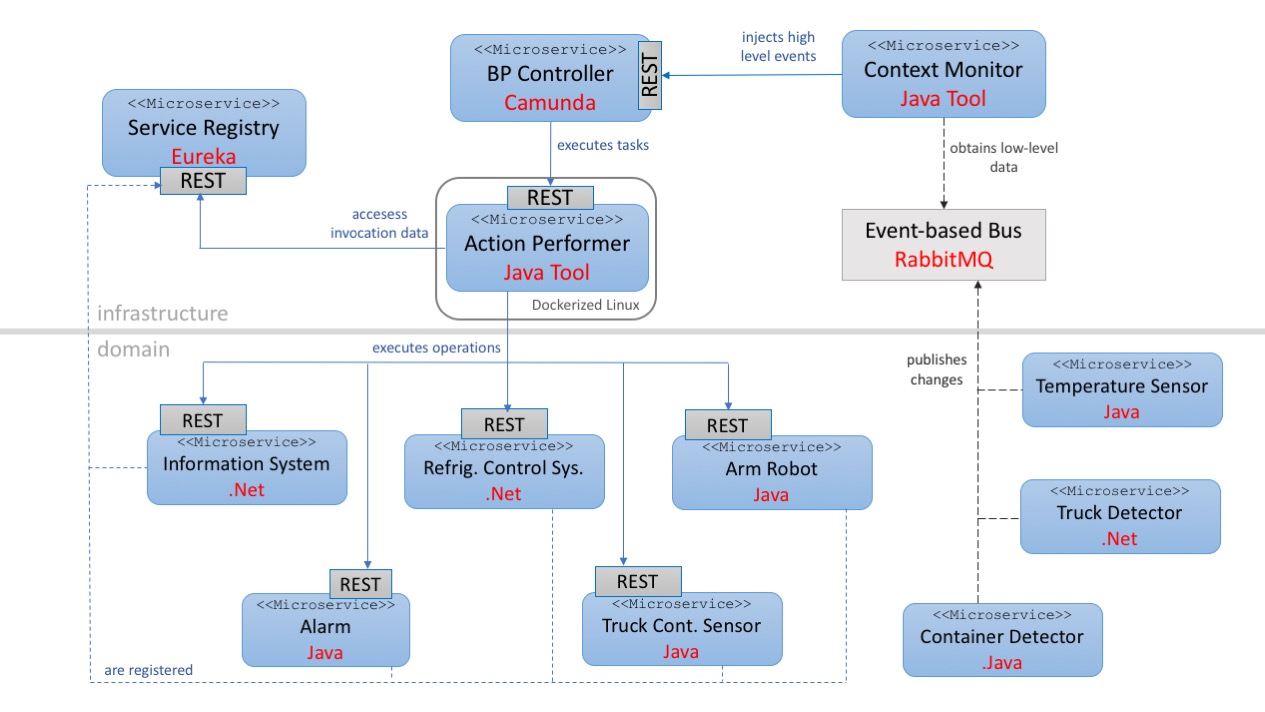 <<Microservice>>
BP Controller
Camunda
REST
injects high
level events
<<Microservice>>
Context Monitor
Java Tool
<<Microservice>>
Service Registry
Eureka
REST
executes tasks
obtains low-level
data
REST
<<Microservice>>
Action Performer
Java Tool
Dockerized Linux
accesess
invocation data
Event-based Bus
RabbitMQ
infrastructure
domain
executes operations
publishes
changes
<<Microservice>>
Temperature Sensor
Java
REST
<<Microservice>>
Information System
.Net
REST
<<Microservice>>
Refrig. Control Sys.
.Net
REST
<<Microservice>>
Arm Robot
Java
<<Microservice>>
Truck Detector
.Net
REST
<<Microservice>>
Alarm
Java
REST
<<Microservice>>
Truck Cont. Sensor
Java
<<Microservice>>
Container Detector
.Java
are registered